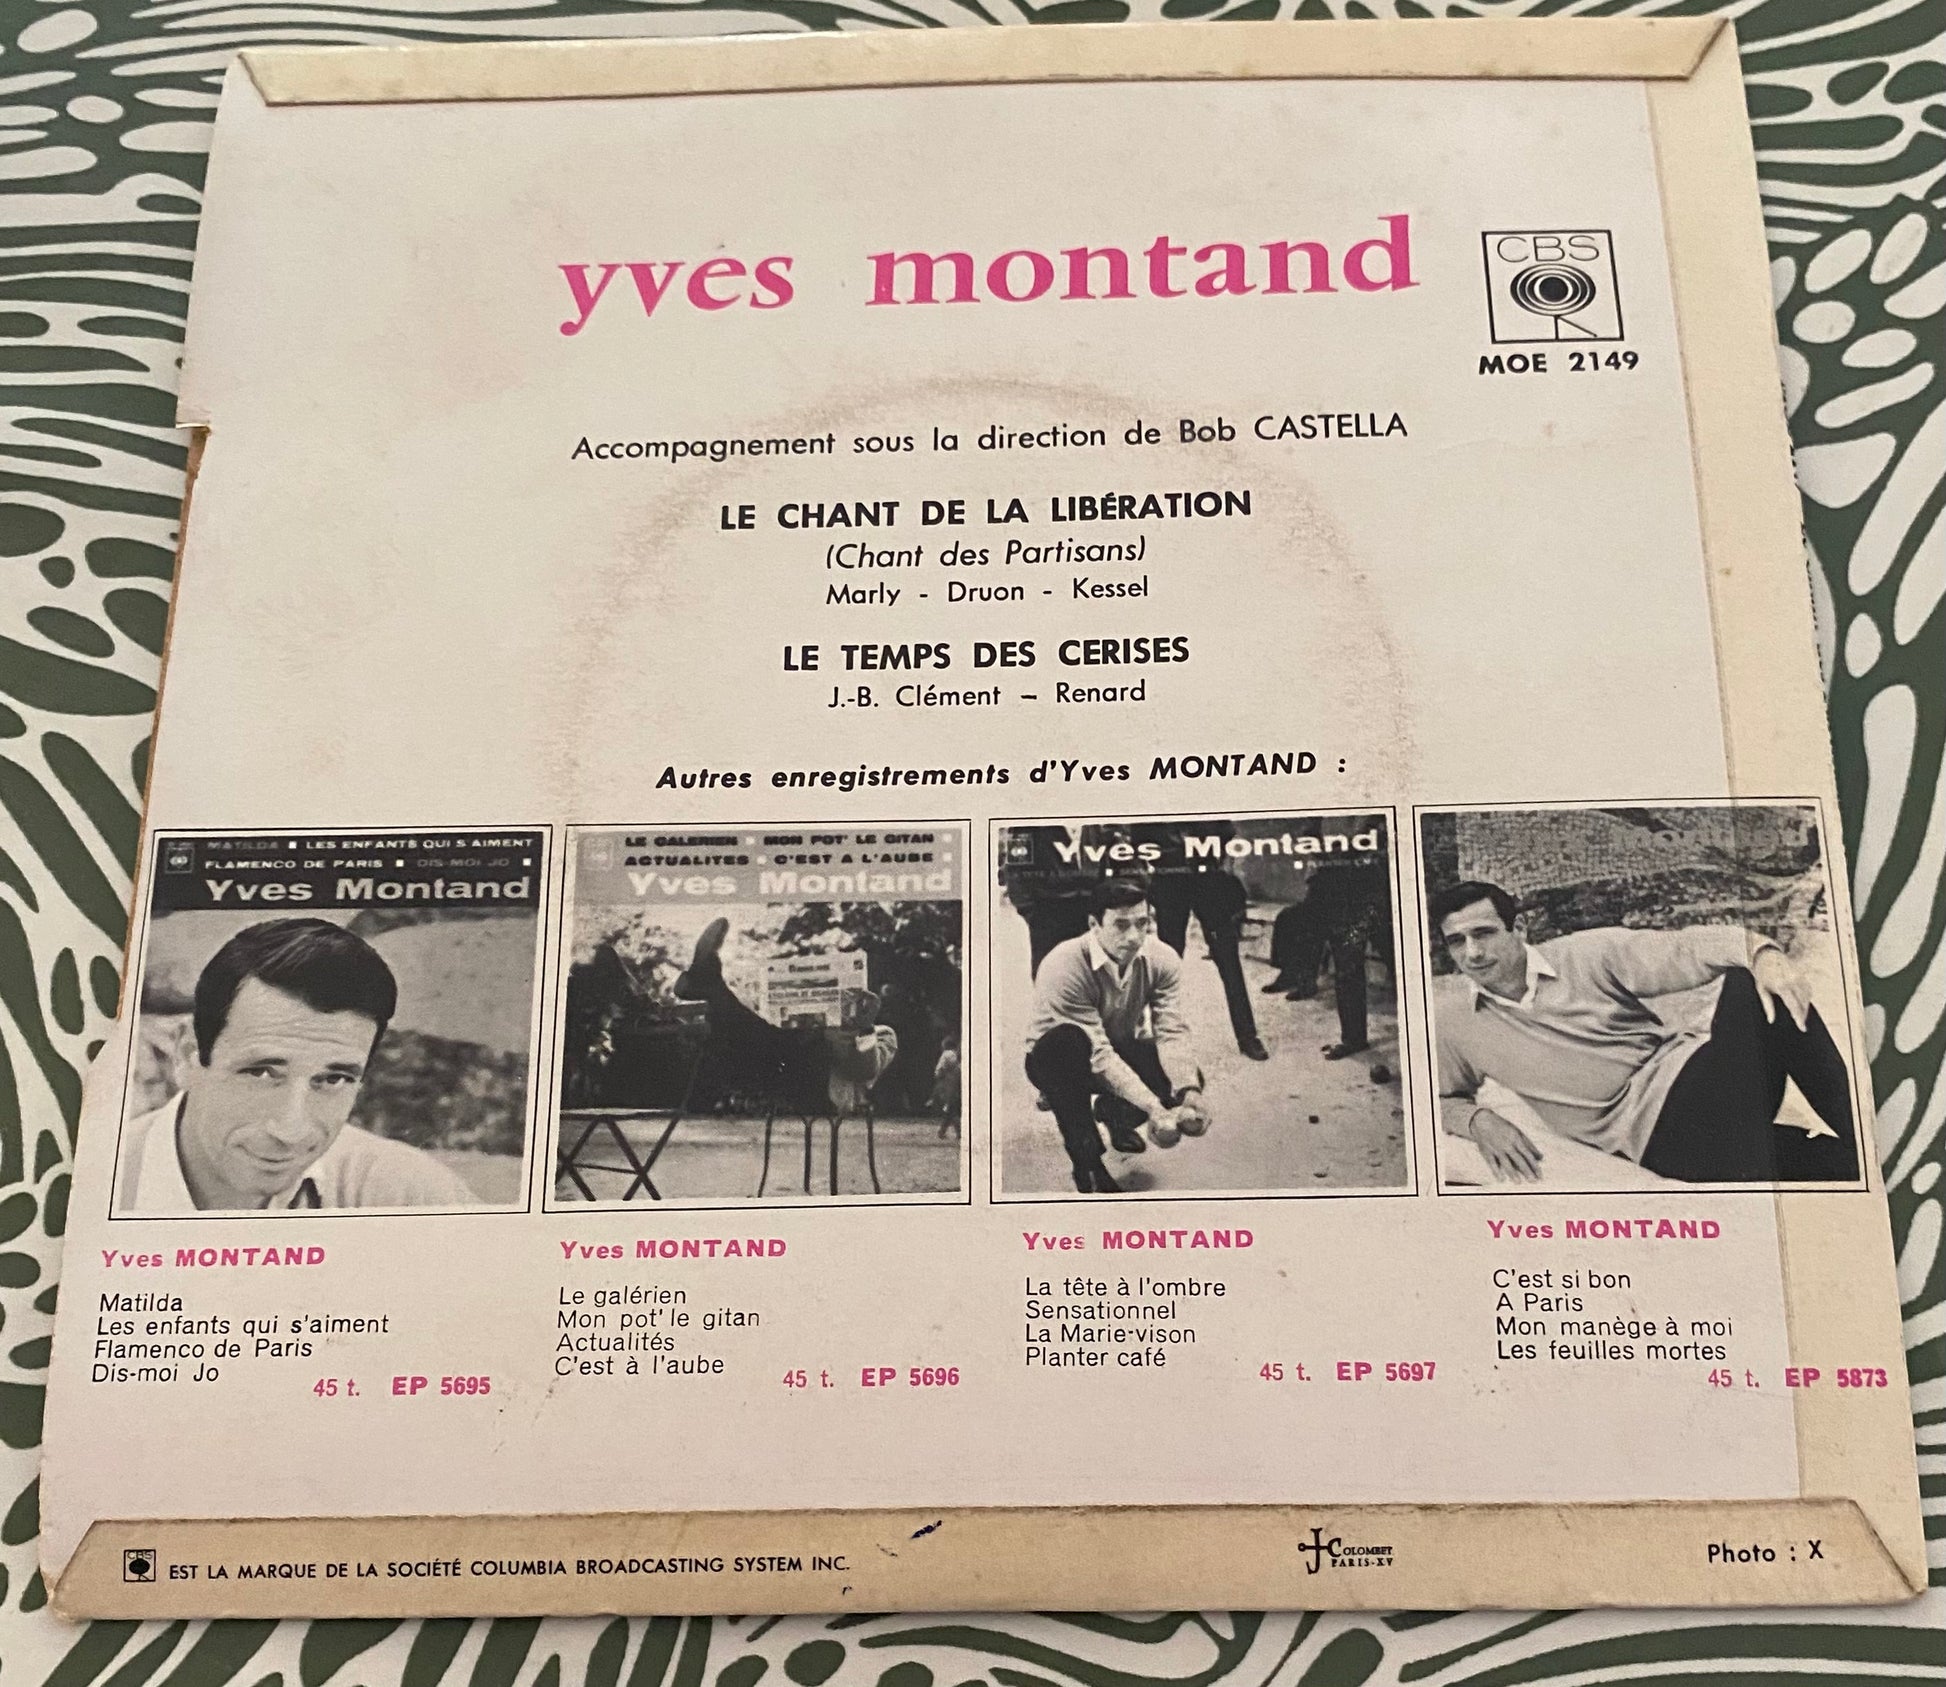 yves montand
CBS
MOE 2149
Accompagnement sous la direction de Bob CASTELLA
LE CHANT DE LA LIBÉRATION
(Chant des Partisans)
Marly - Druon - Kessel
LE TEMPS DES CERISES
J.-B. Clément – Renard
Autres enregistrements d'Yves MONTAND :
MATILDA ■ LES ENFANTS QUI S AIMENT
FLAMENCO DE PARIS ■ DIS-MOI JO ■
Yves Montand
LE GALERIEN ■ MON POT' LE GITAN
ACTUALITES ■ C'EST A L'AUBE
Yves Montand
Yves Montand
Yves MONTAND
Matilda
Les enfants qui s'aiment
Flamenco de Paris
Dis-moi Jo
45 t. EP 5695
Yves MONTAND
Le galérien
Mon pot' le gitan
Actualités
C'est à l'aube
45 t. EP 5696
Yves MONTAND
La tête à l'ombre
Sensationnel
La Marie-vison
Planter café
45 t. EP 5697
Yves MONTAND
C'est si bon
A Paris
Mon manège à moi
Les feuilles mortes
45 t. EP 5873
CBS EST LA MARQUE DE LA SOCIÉTÉ COLUMBIA BROADCASTING SYSTEM INC.
J COLOMBET
PARIS-XV
Photo : X